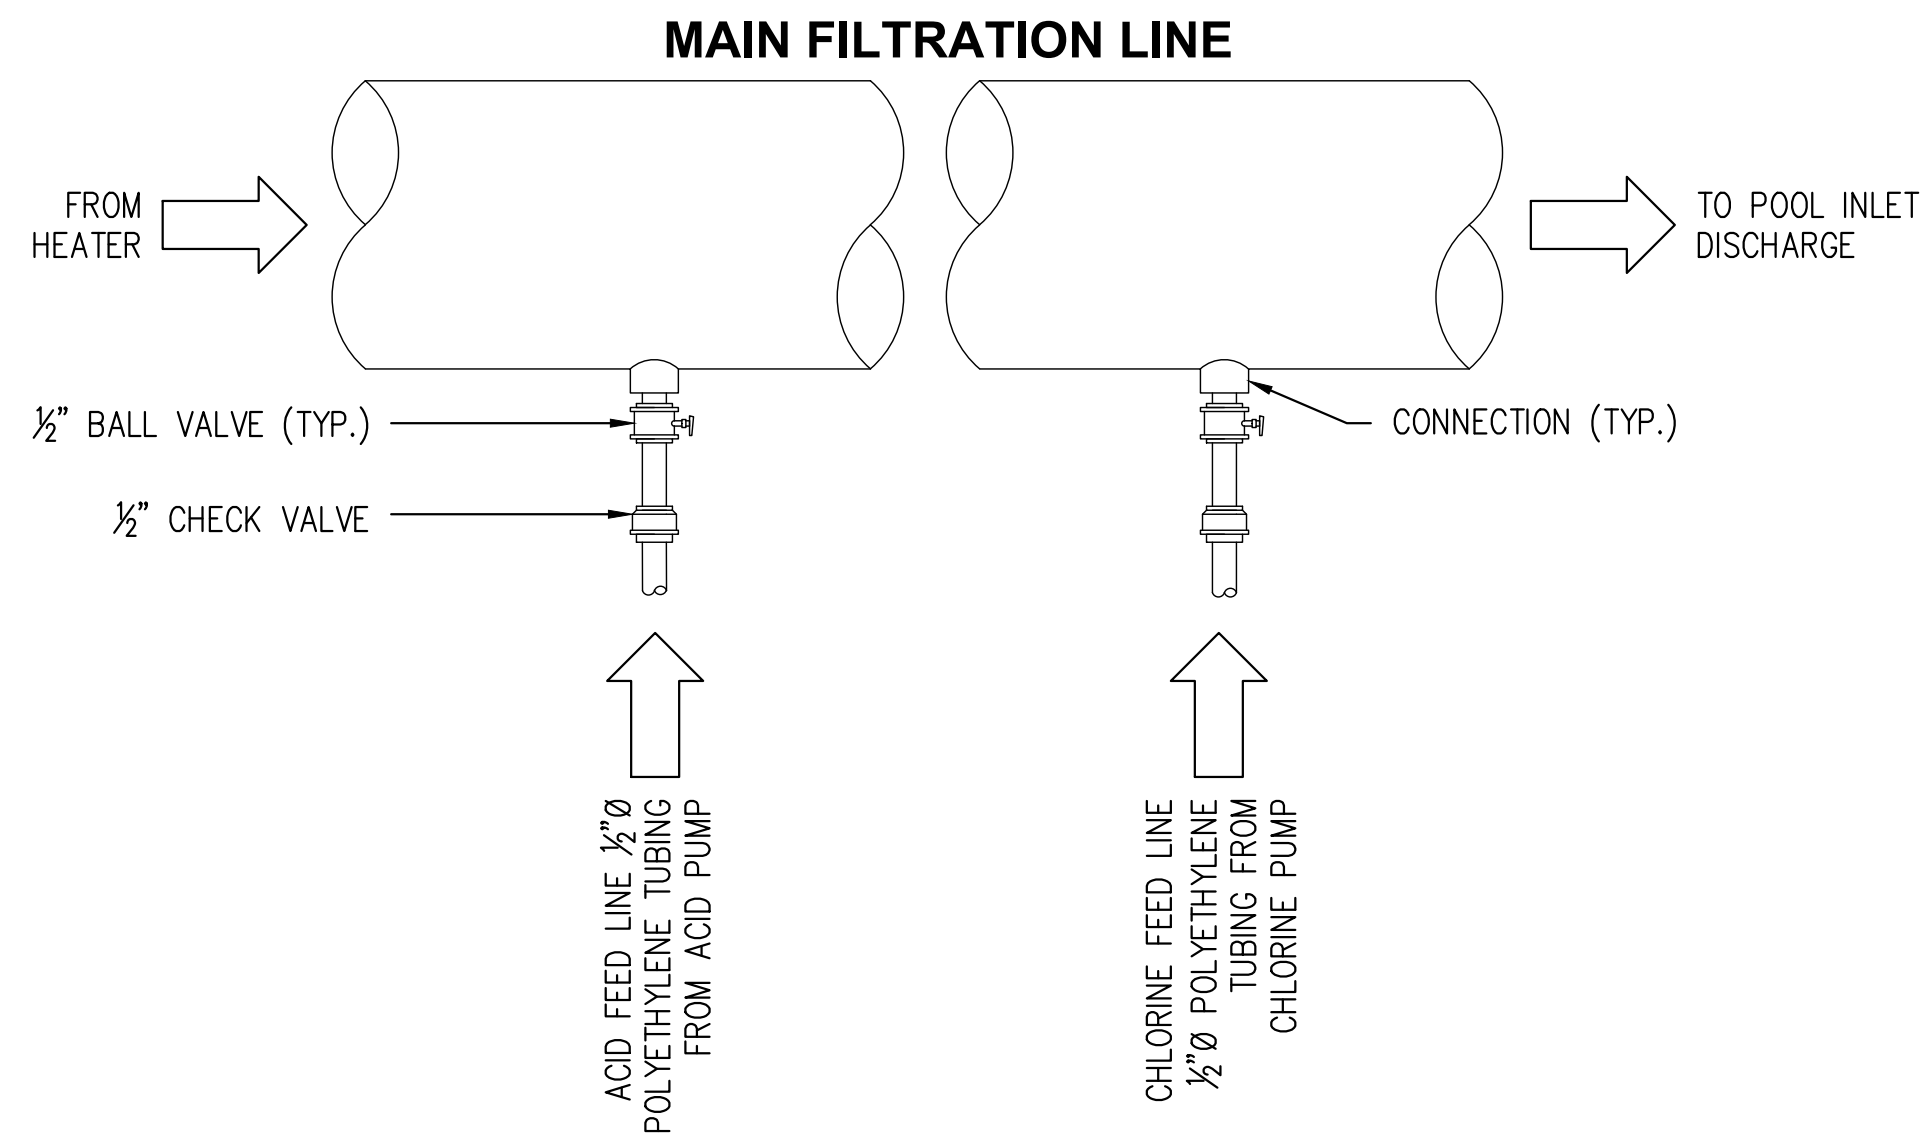 MAIN FILTRATION LINE
FROM
HEATER
TO POOL INLET
DISCHARGE
½" BALL VALVE (TYP.)
CONNECTION (TYP.)
½" CHECK VALVE
ACID FEED LINE ½"Ø
POLYETHYLENE TUBING
FROM ACID PUMP
CHLORINE FEED LINE
½"Ø POLYETHYLENE
TUBING FROM
CHLORINE PUMP